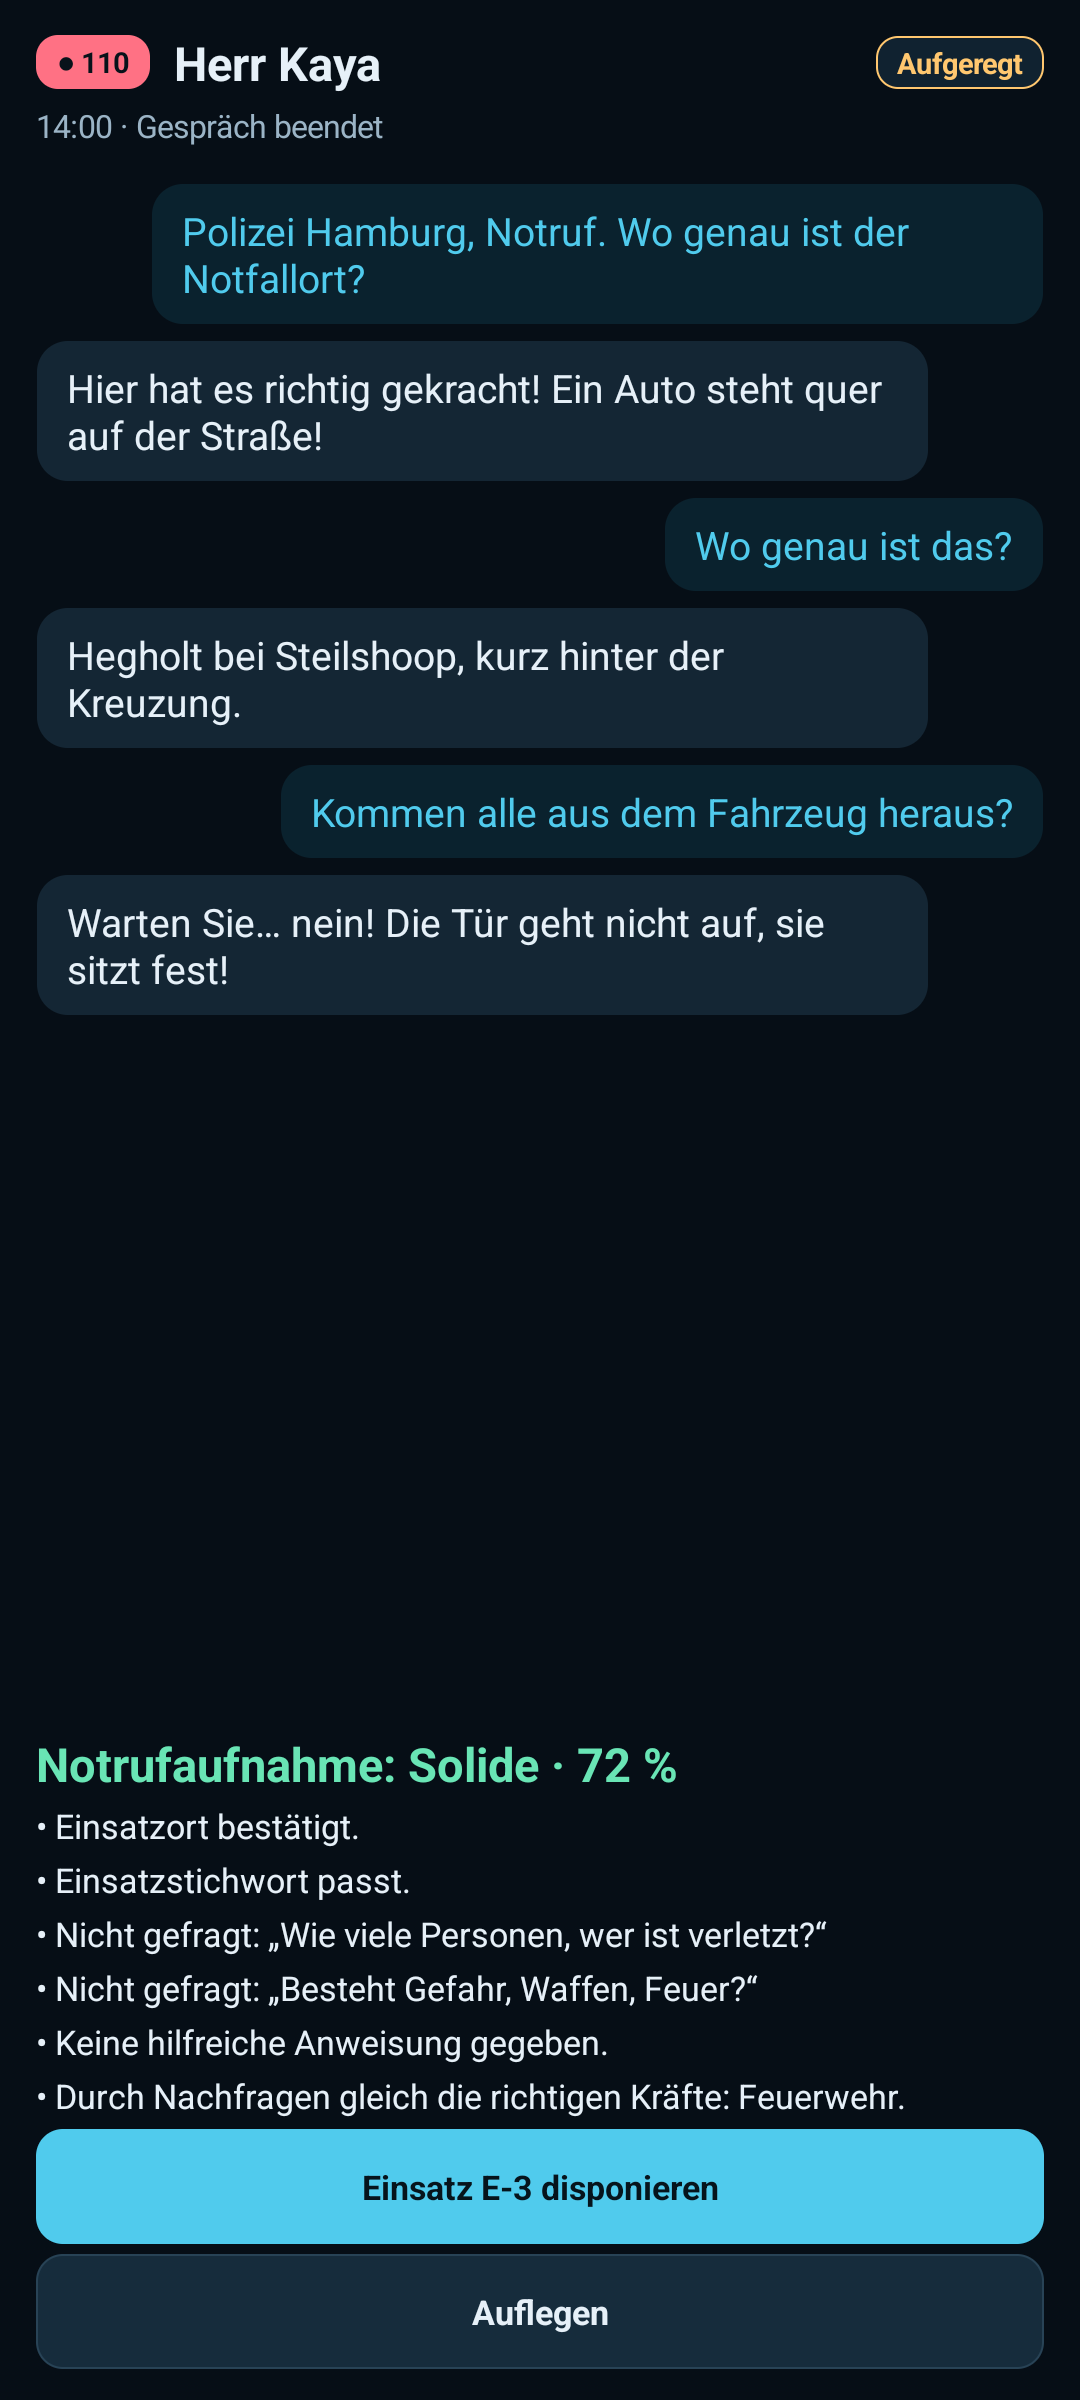 ● 110 Herr Kaya Aufgeregt
14:00 · Gespräch beendet
Polizei Hamburg, Notruf. Wo genau ist der
Notfallort?
Hier hat es richtig gekracht! Ein Auto steht quer
auf der Straße!
Wo genau ist das?
Hegholt bei Steilshoop, kurz hinter der
Kreuzung.
Kommen alle aus dem Fahrzeug heraus?
Warten Sie… nein! Die Tür geht nicht auf, sie
sitzt fest!
Notrufaufnahme: Solide · 72 %
• Einsatzort bestätigt.
• Einsatzstichwort passt.
• Nicht gefragt: „Wie viele Personen, wer ist verletzt?“
• Nicht gefragt: „Besteht Gefahr, Waffen, Feuer?“
• Keine hilfreiche Anweisung gegeben.
• Durch Nachfragen gleich die richtigen Kräfte: Feuerwehr.
Einsatz E-3 disponieren
Auflegen